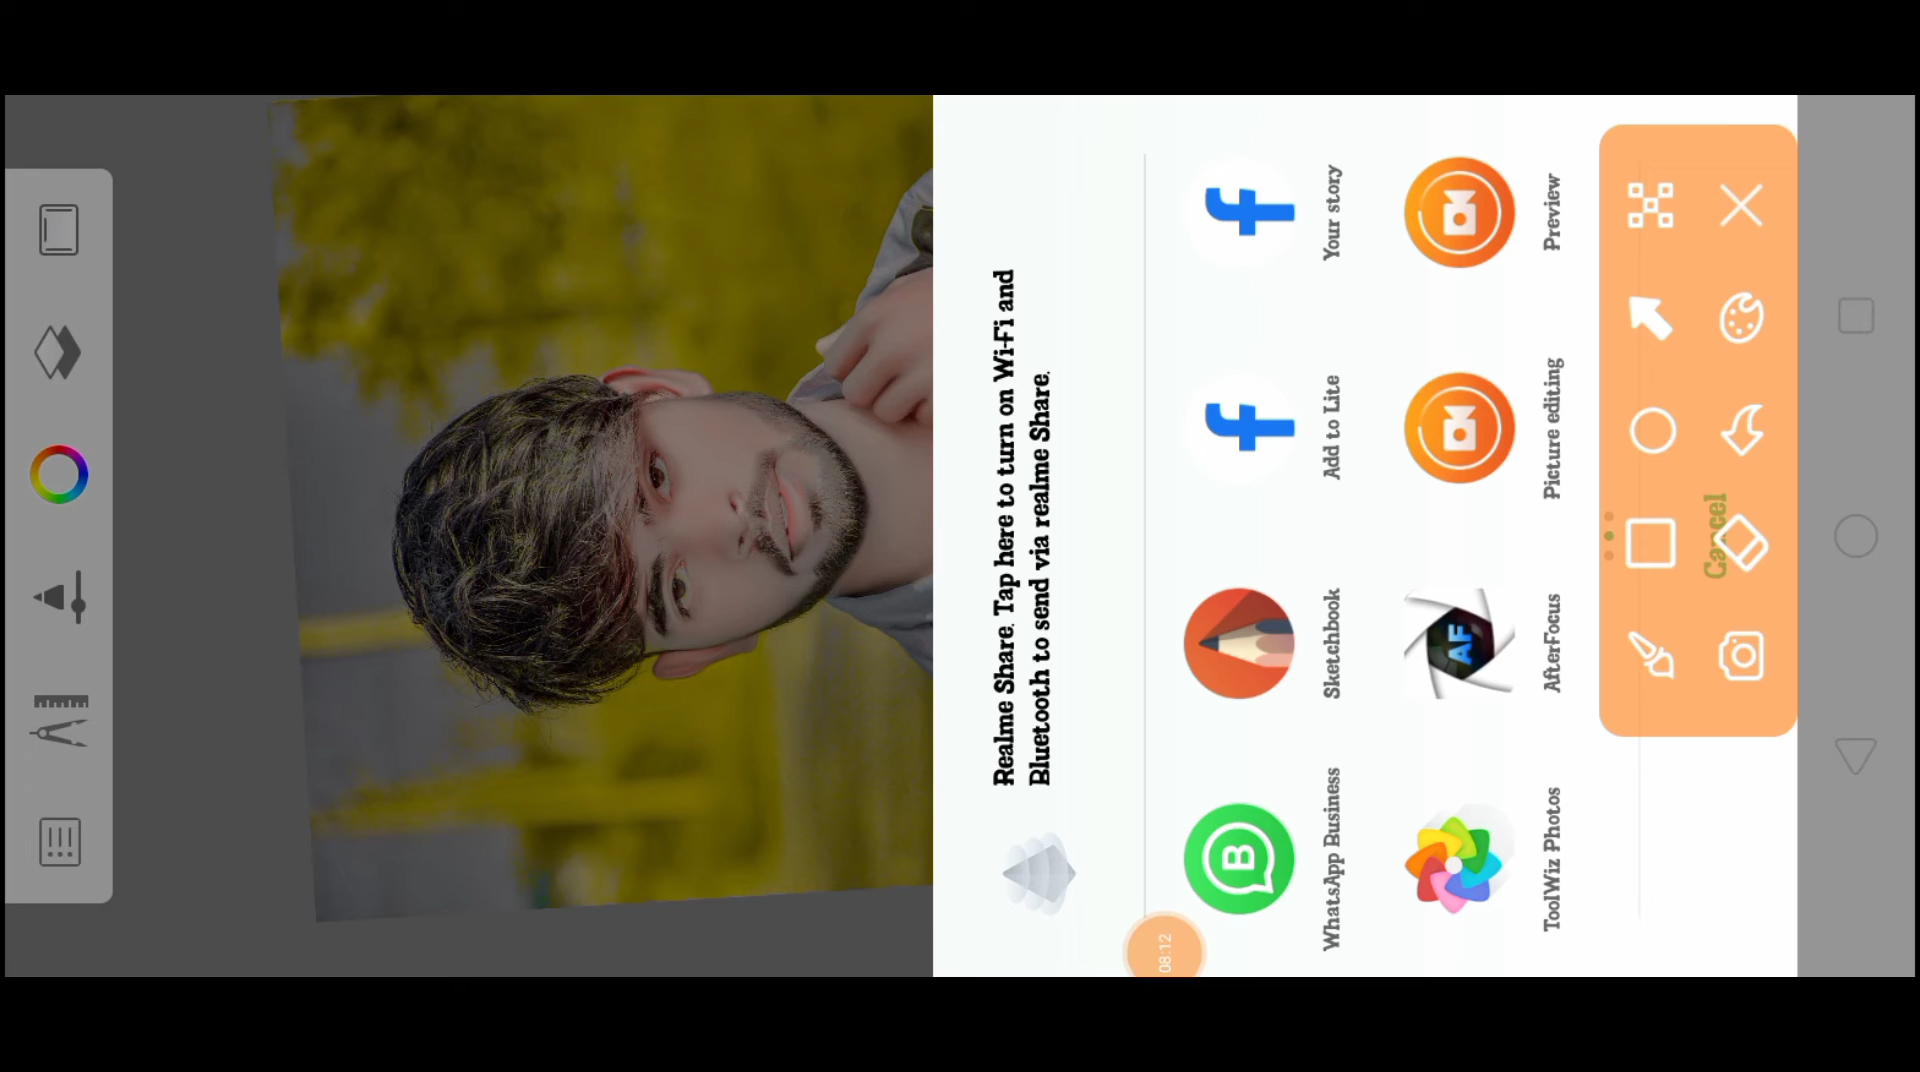 Realme Share. Tap here to turn on Wi-Fi and
Bluetooth to send via realme Share.
WhatsApp Business
Sketchbook
Add to Lite
Your story
ToolWiz Photos
AfterFocus
Picture editing
Preview
Cancel
08:12
B
AF